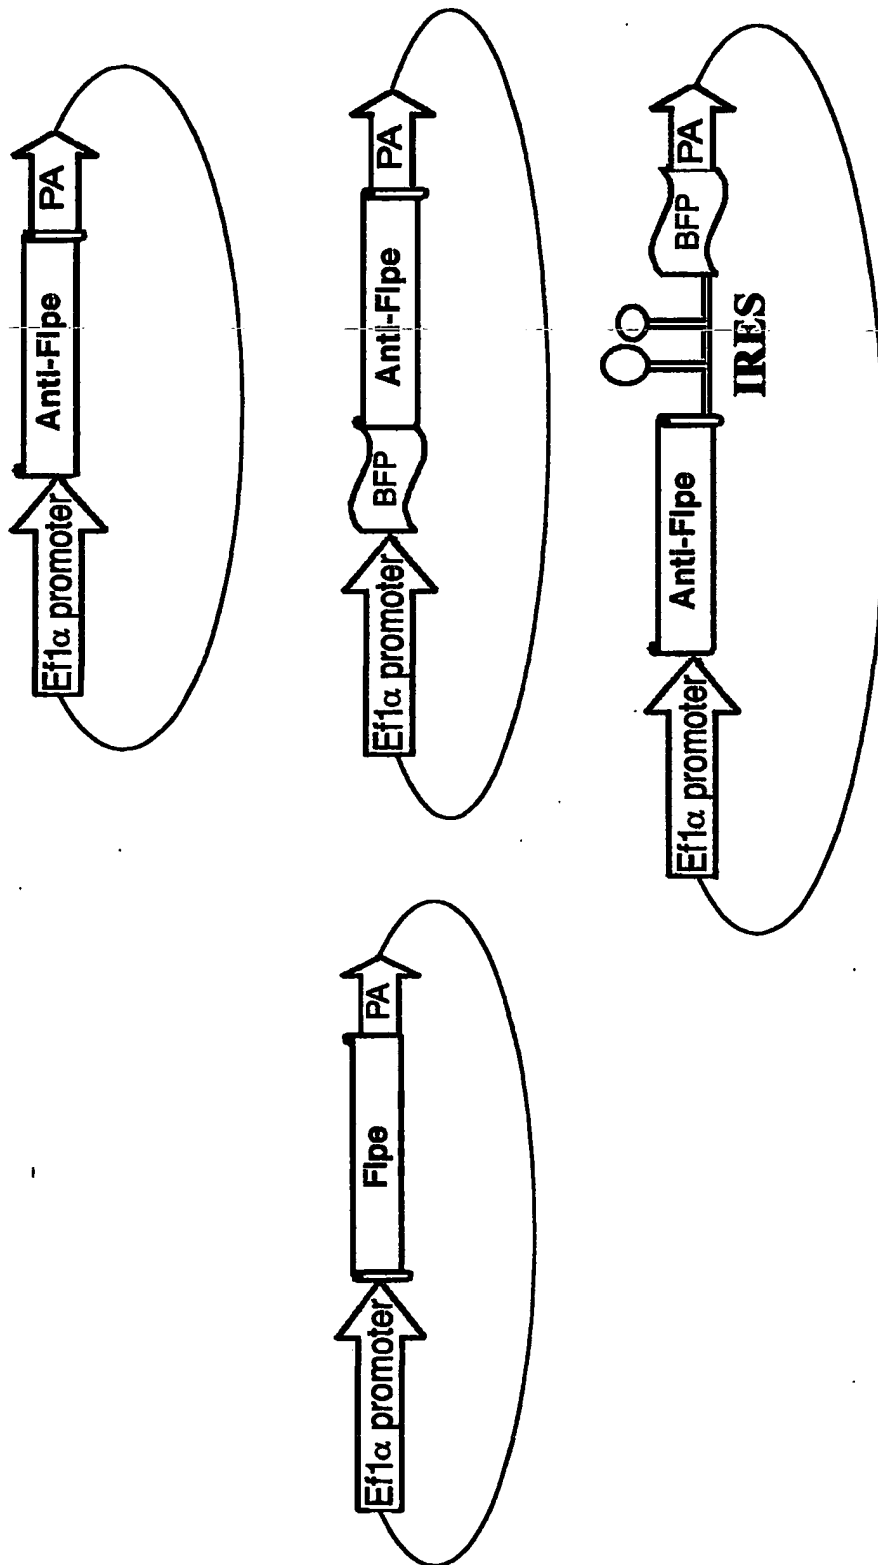 Ef1α promoter
Flpe
PA
Ef1α promoter
Anti-Flpe
PA
Ef1α promoter
BFP
Anti-Flpe
PA
Ef1α promoter
Anti-Flpe
IRES
BFP
PA